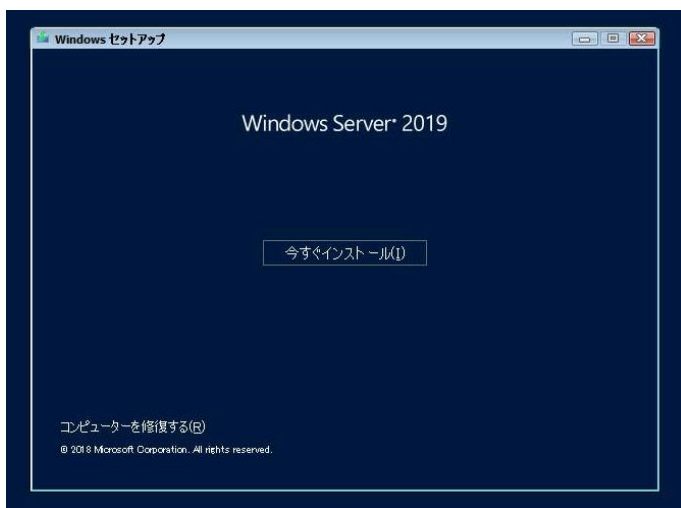 Windows セットアップ
Windows Server® 2019
今すぐインストール(I)
コンピューターを修復する(R)
© 2018 Microsoft Corporation. All rights reserved.